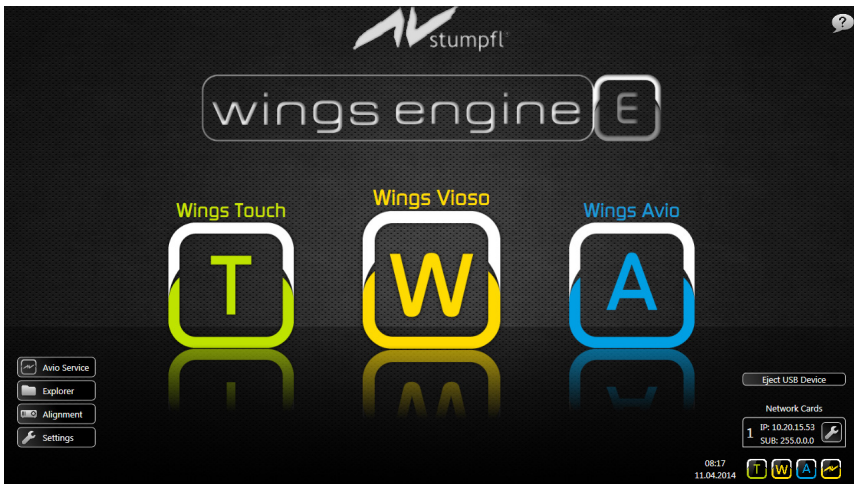 AV stumpfl®
?
wings engine E
Wings Touch
Wings Vioso
Wings Avio
T
W
A
Avio Service
Explorer
Alignment
Settings
Eject USB Device
Network Cards
1
IP: 10.20.15.53
SUB: 255.0.0.0
08:17
11.04.2014
T W A